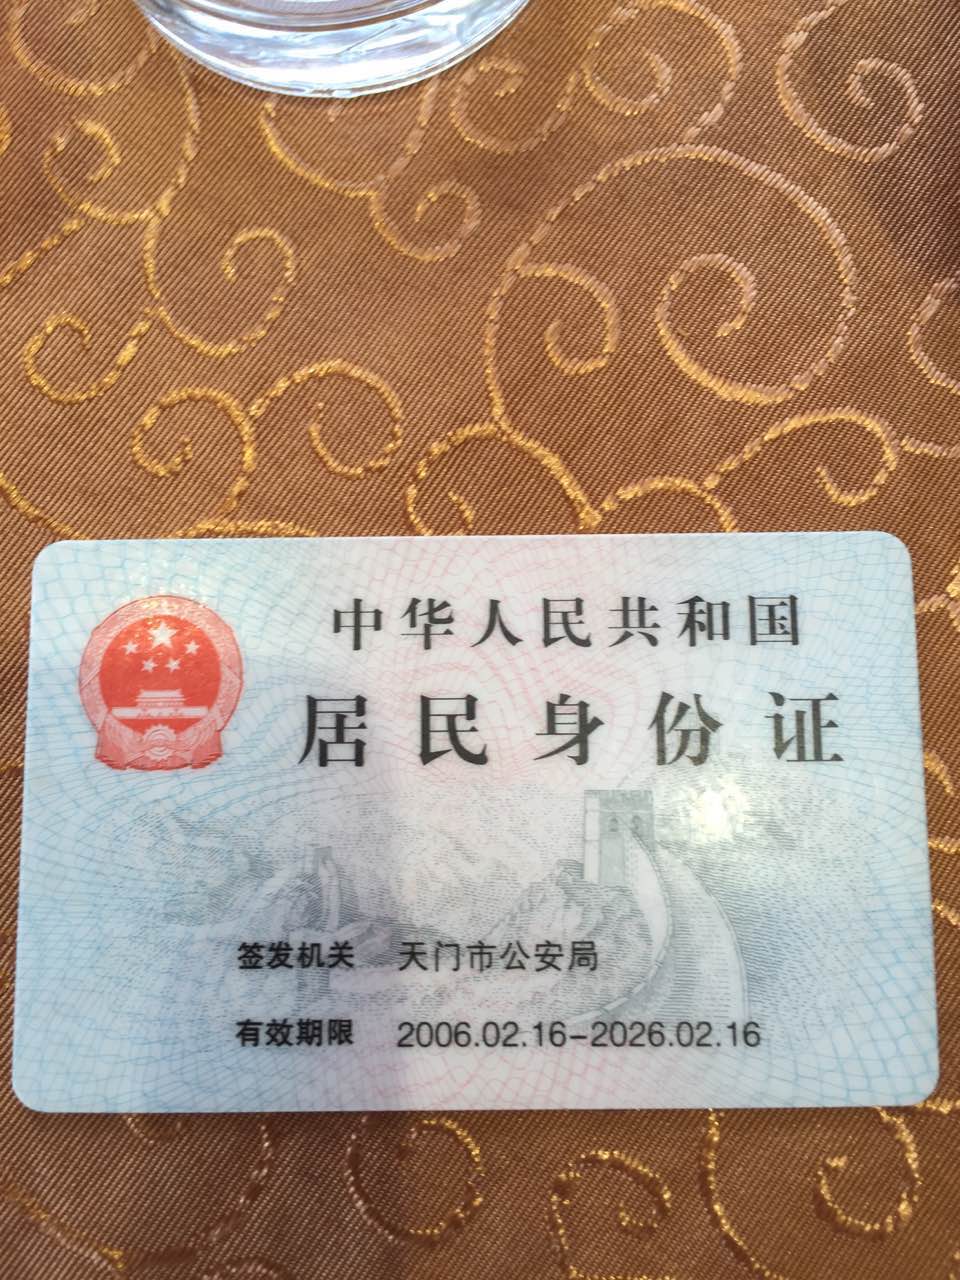 中华人民共和国
居民身份证
签发机关 天门市公安局
有效期限 2006.02.16-2026.02.16